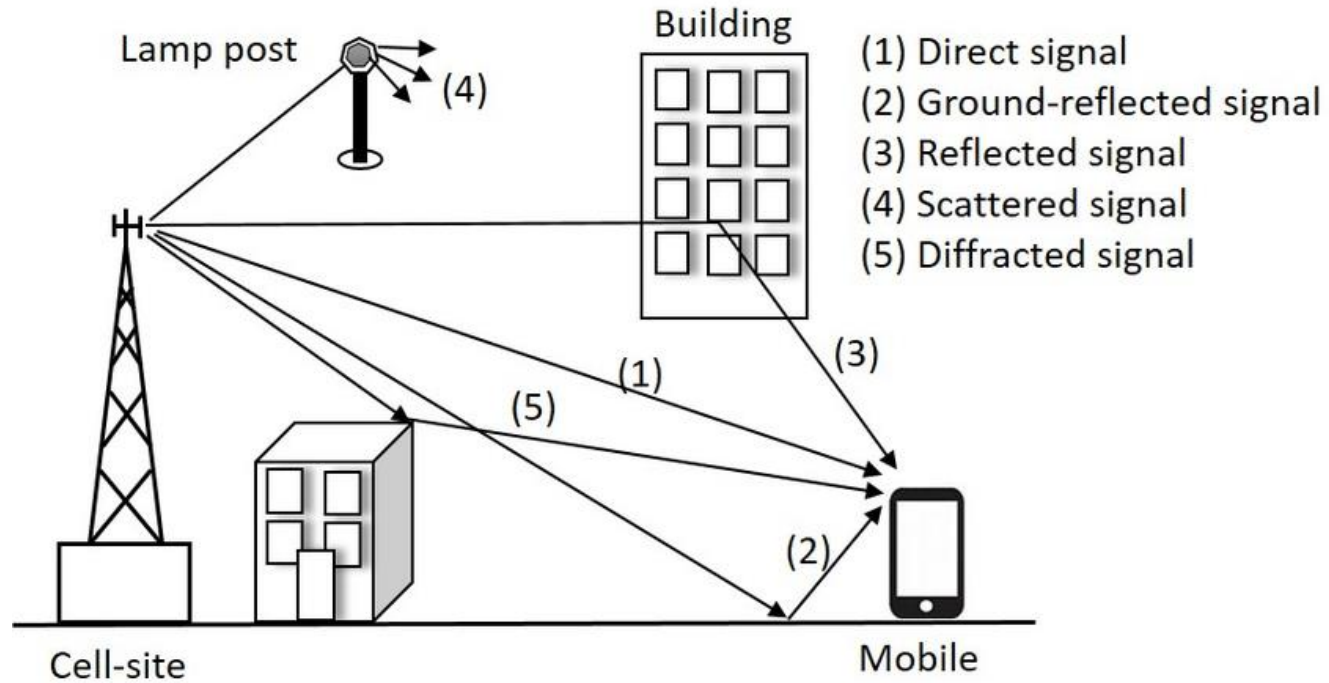 Building
Lamp post
(4)
(1) Direct signal
(2) Ground-reflected signal
(3) Reflected signal
(4) Scattered signal
(5) Diffracted signal
(3)
(1)
(5)
(2)
Cell-site
Mobile